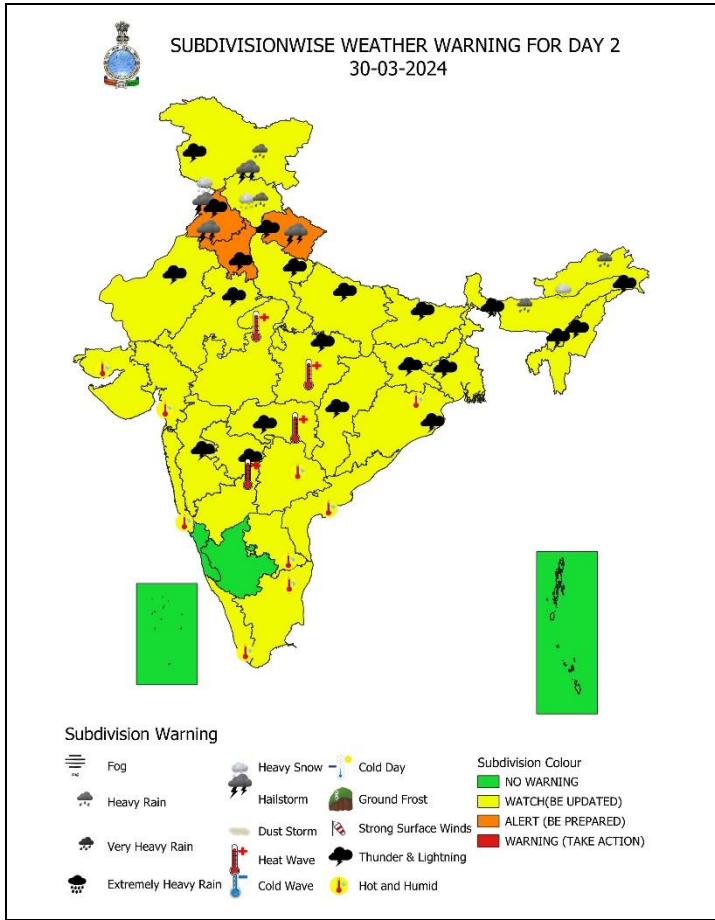 SUBDIVISIONWISE WEATHER WARNING FOR DAY 2
30-03-2024
Subdivision Warning
Fog
Heavy Rain
Very Heavy Rain
Extremely Heavy Rain
Heavy Snow
Hailstorm
Dust Storm
Heat Wave
Cold Wave
Cold Day
Ground Frost
Strong Surface Winds
Thunder & Lightning
Hot and Humid
Subdivision Colour
NO WARNING
WATCH(BE UPDATED)
ALERT (BE PREPARED)
WARNING (TAKE ACTION)